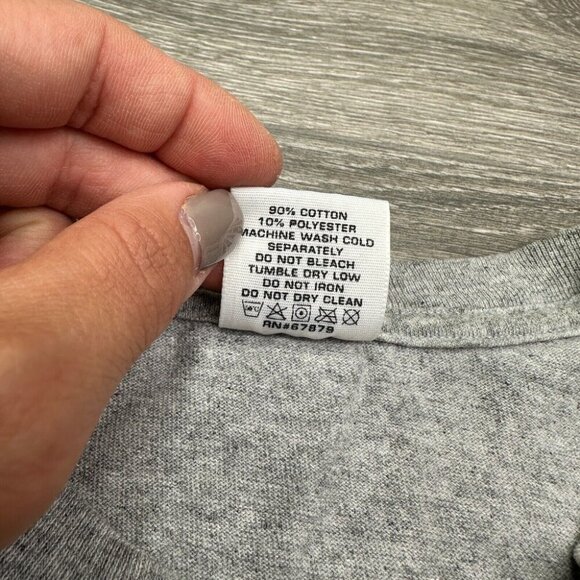 90% COTTON
10% POLYESTER
MACHINE WASH COLD
SEPARATELY
DO NOT BLEACH
TUMBLE DRY LOW
DO NOT IRON
DO NOT DRY CLEAN
RN#67879